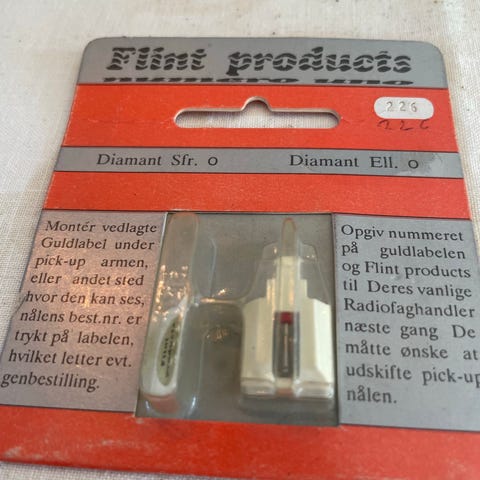 Flint products
numero uno
226
226
Diamant Sfr. o
Diamant Ell. o
Montér vedlagte
Guldlabel under
pick-up armen,
eller andet sted
hvor den kan ses,
nålens best.nr. er
trykt på labelen,
hvilket letter evt.
genbestilling.
Opgiv nummeret
på guldlabelen
og Flint products
til Deres vanlige
Radiofaghandler
næste gang De
måtte ønske at
udskifte pick-up
nålen.